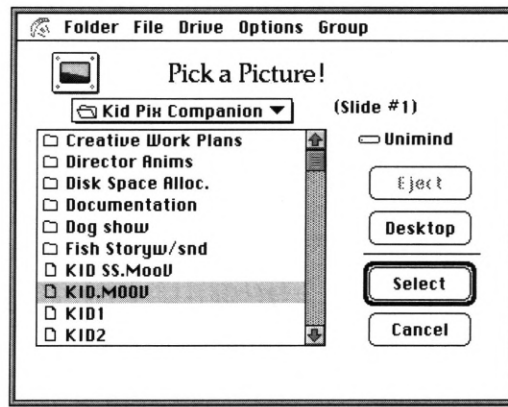 Folder File Drive Options Group
Pick a Picture!
Kid Pix Companion
(Slide #1)
Creative Work Plans
Director Anims
Disk Space Alloc.
Documentation
Dog show
Fish Storyw/snd
KID SS.MooV
KID.MOOV
KID1
KID2
Unimind
Eject
Desktop
Select
Cancel